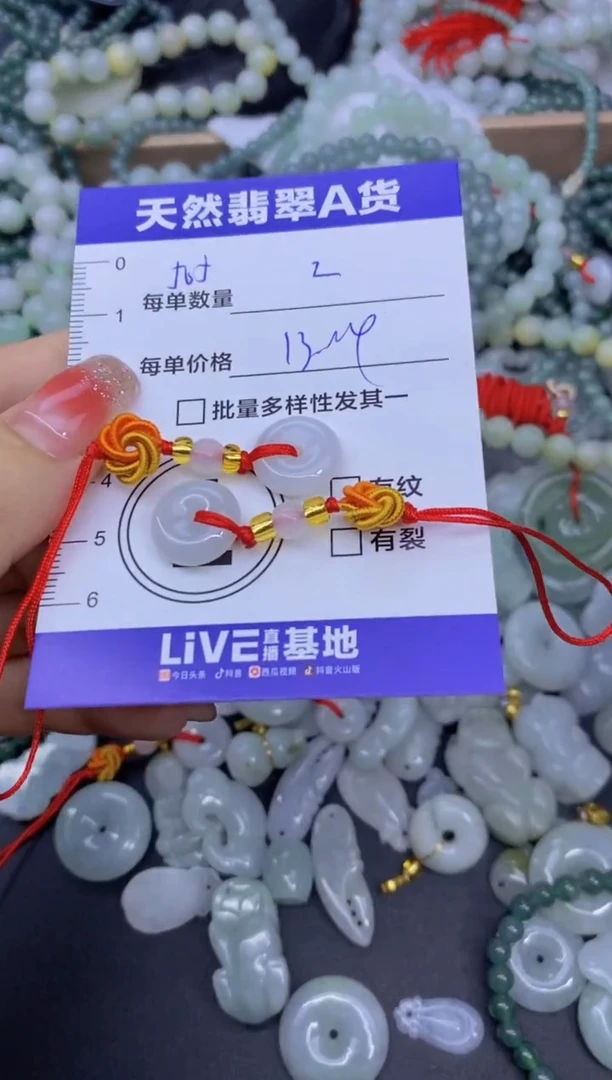 天然翡翠A货
0
1
每单数量 2
每单价格
批量多样性发其一
4
有纹
5
有裂
6
LiVE直播基地
今日头条 抖音 西瓜视频 抖音火山版